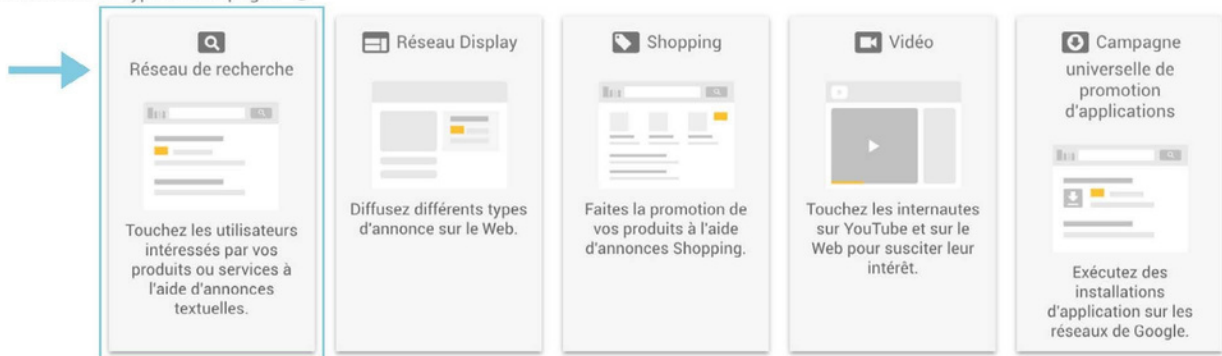 Réseau de recherche
Touchez les utilisateurs
intéressés par vos
produits ou services à
l'aide d'annonces
textuelles.
Réseau Display
Diffusez différents types
d'annonce sur le Web.
Shopping
Faites la promotion de
vos produits à l'aide
d'annonces Shopping.
Vidéo
Touchez les internautes
sur YouTube et sur le
Web pour susciter leur
intérêt.
Campagne
universelle de
promotion
d'applications
Exécutez des
installations
d'application sur les
réseaux de Google.